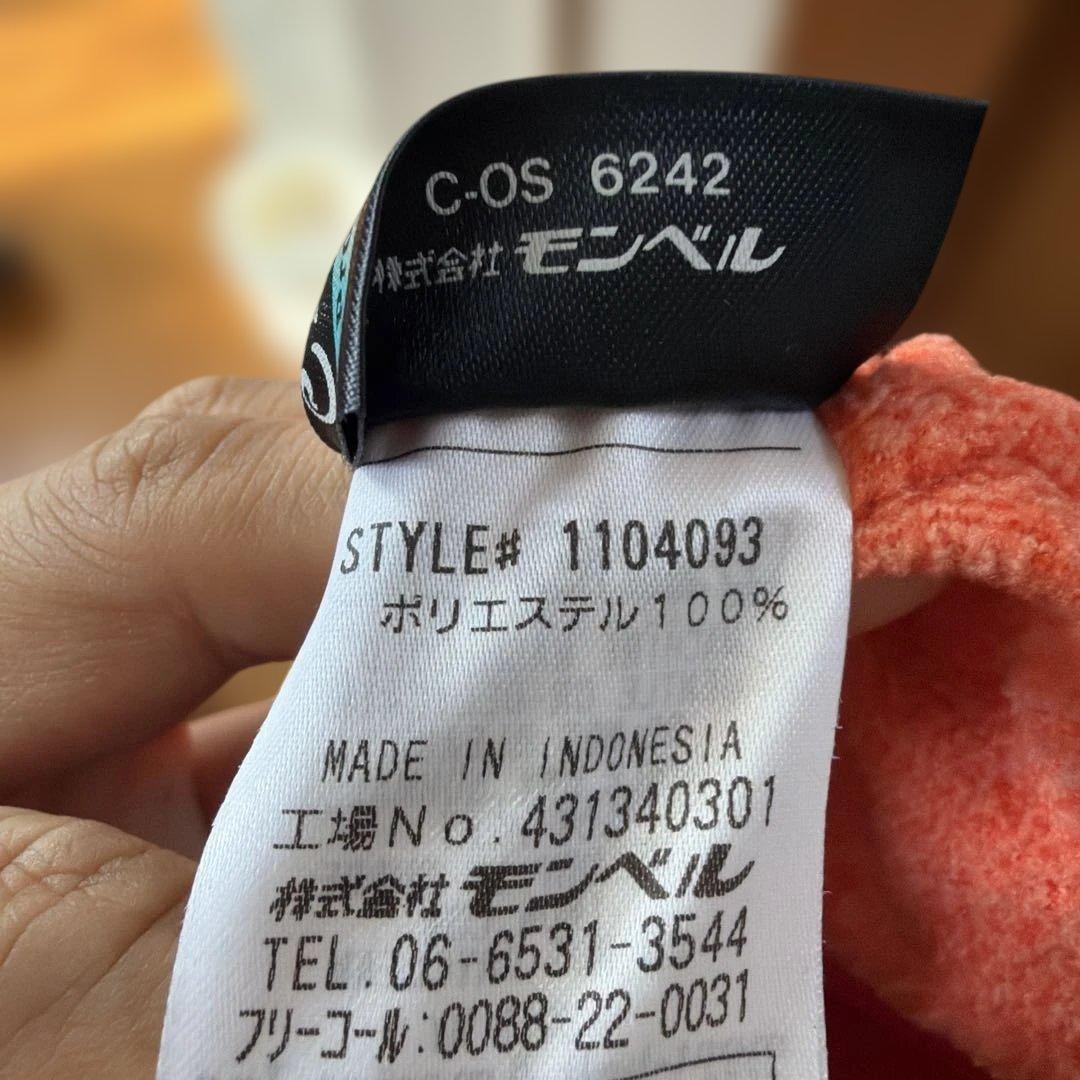 C-OS 6242
株式会社 モンベル
STYLE# 1104093
ポリエステル100%
MADE IN INDONESIA
工場No.431340301
株式会社 モンベル
TEL.06-6531-3544
フリーコール:0088-22-0031